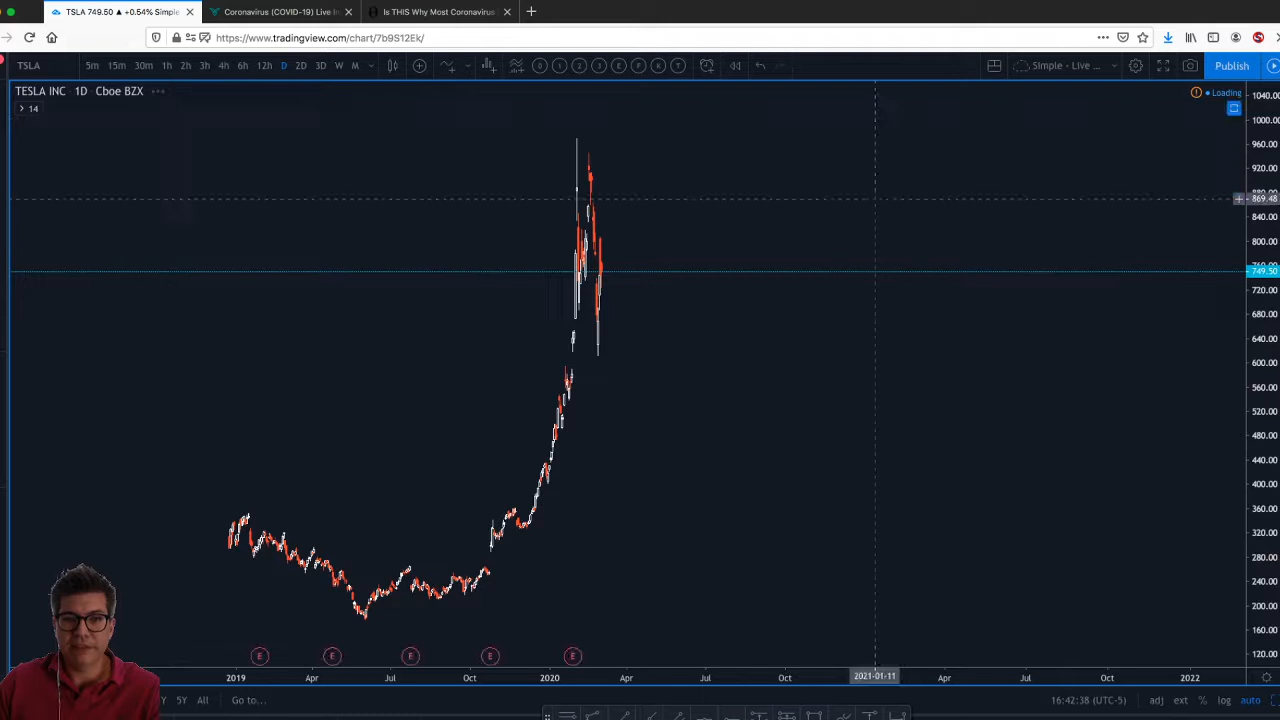 TSLA 749.50 ▲ +0.54% Simple
Coronavirus (COVID-19) Live
Is THIS Why Most Coronavirus
https://www.tradingview.com/chart/7b9S12Ek/
TSLA 5m 15m 30m 1h 2h 3h 4h 6h 12h D 2D 3D W M
0 1 2 3 E F K T
Simple - Live ...
Publish
TESLA INC 1D Cboe BZX
14
Loading
1040.00
1000.00
960.00
920.00
869.48
840.00
800.00
749.50
720.00
680.00
640.00
600.00
560.00
520.00
480.00
440.00
400.00
360.00
320.00
280.00
240.00
200.00
160.00
120.00
E E E E E
2019 Apr Jul Oct 2020 Apr Jul Oct 2021-01-11 Apr Jul Oct 2022
5Y All Go to...
16:42:38 (UTC-5) adj ext % log auto